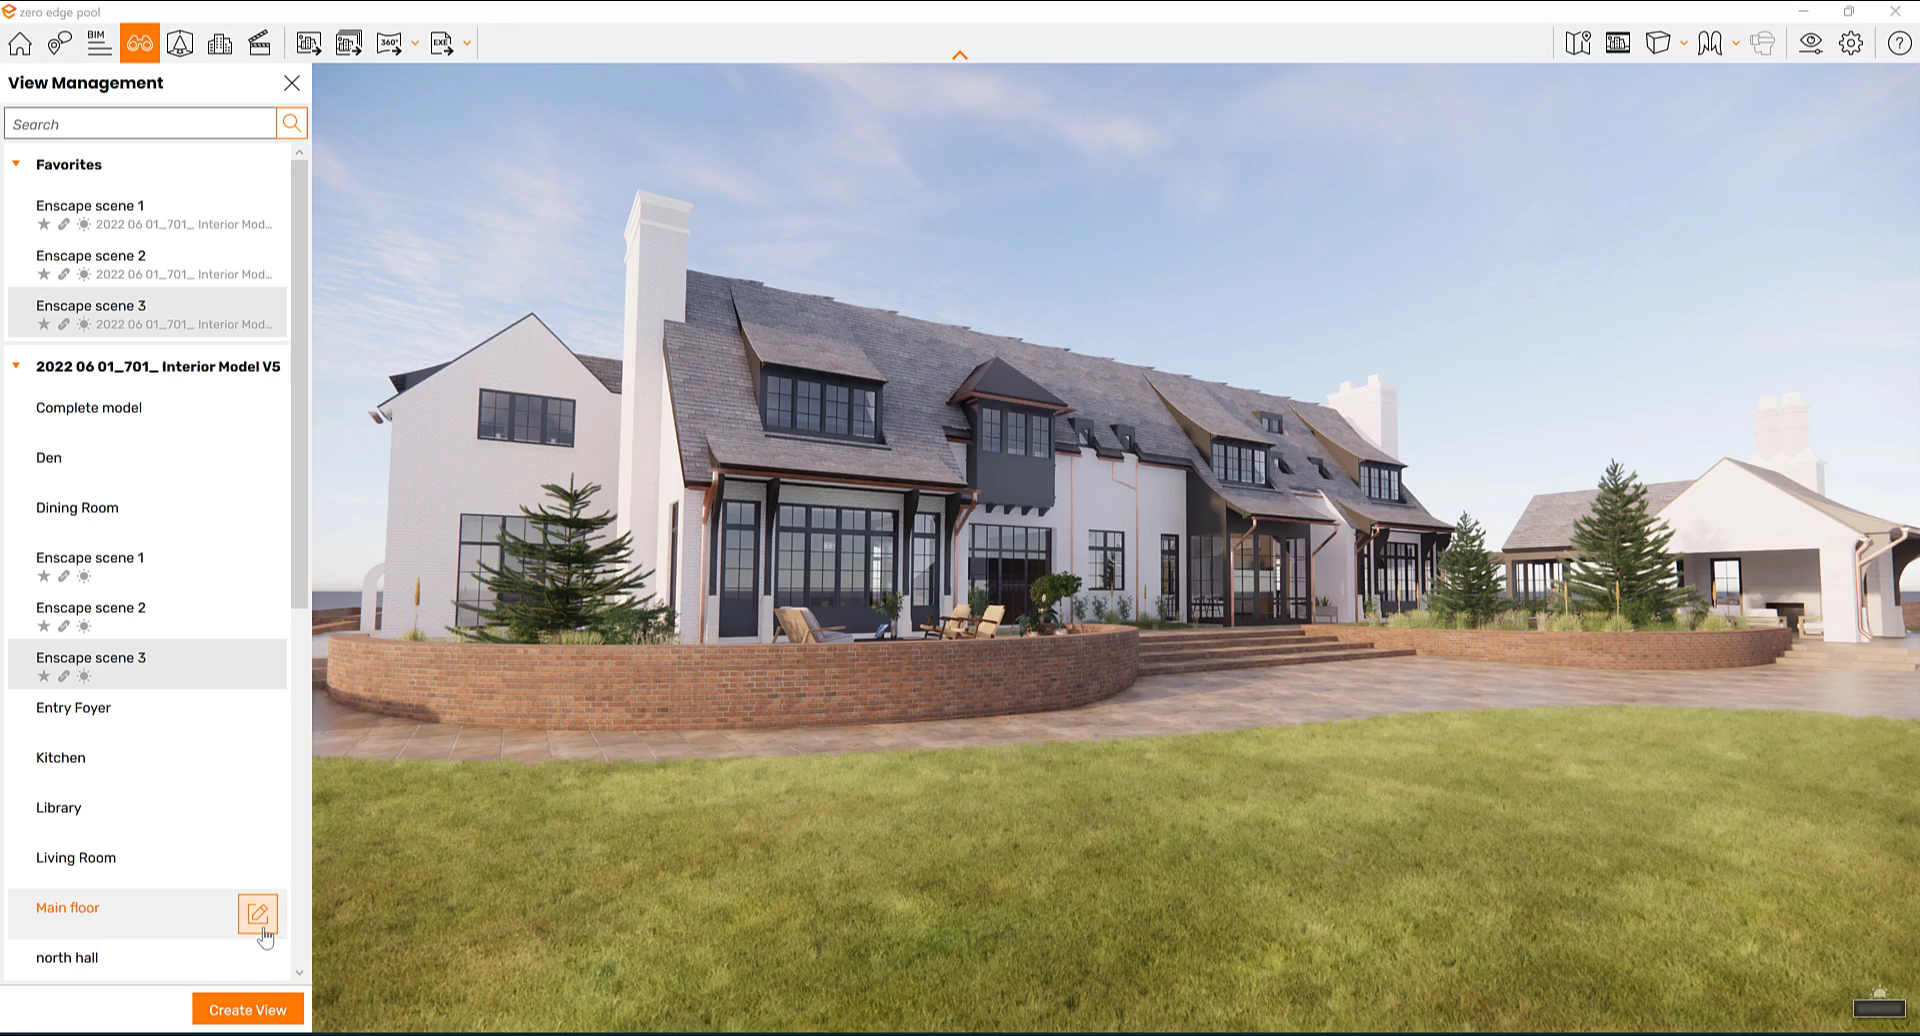 zero edge pool
BIM
360°
EXE
View Management
Search
Favorites
Enscape scene 1
2022 06 01_701_ Interior Mod...
Enscape scene 2
2022 06 01_701_ Interior Mod...
Enscape scene 3
2022 06 01_701_ Interior Mod...
2022 06 01_701_ Interior Model V5
Complete model
Den
Dining Room
Enscape scene 1
Enscape scene 2
Enscape scene 3
Entry Foyer
Kitchen
Library
Living Room
Main floor
north hall
Create View